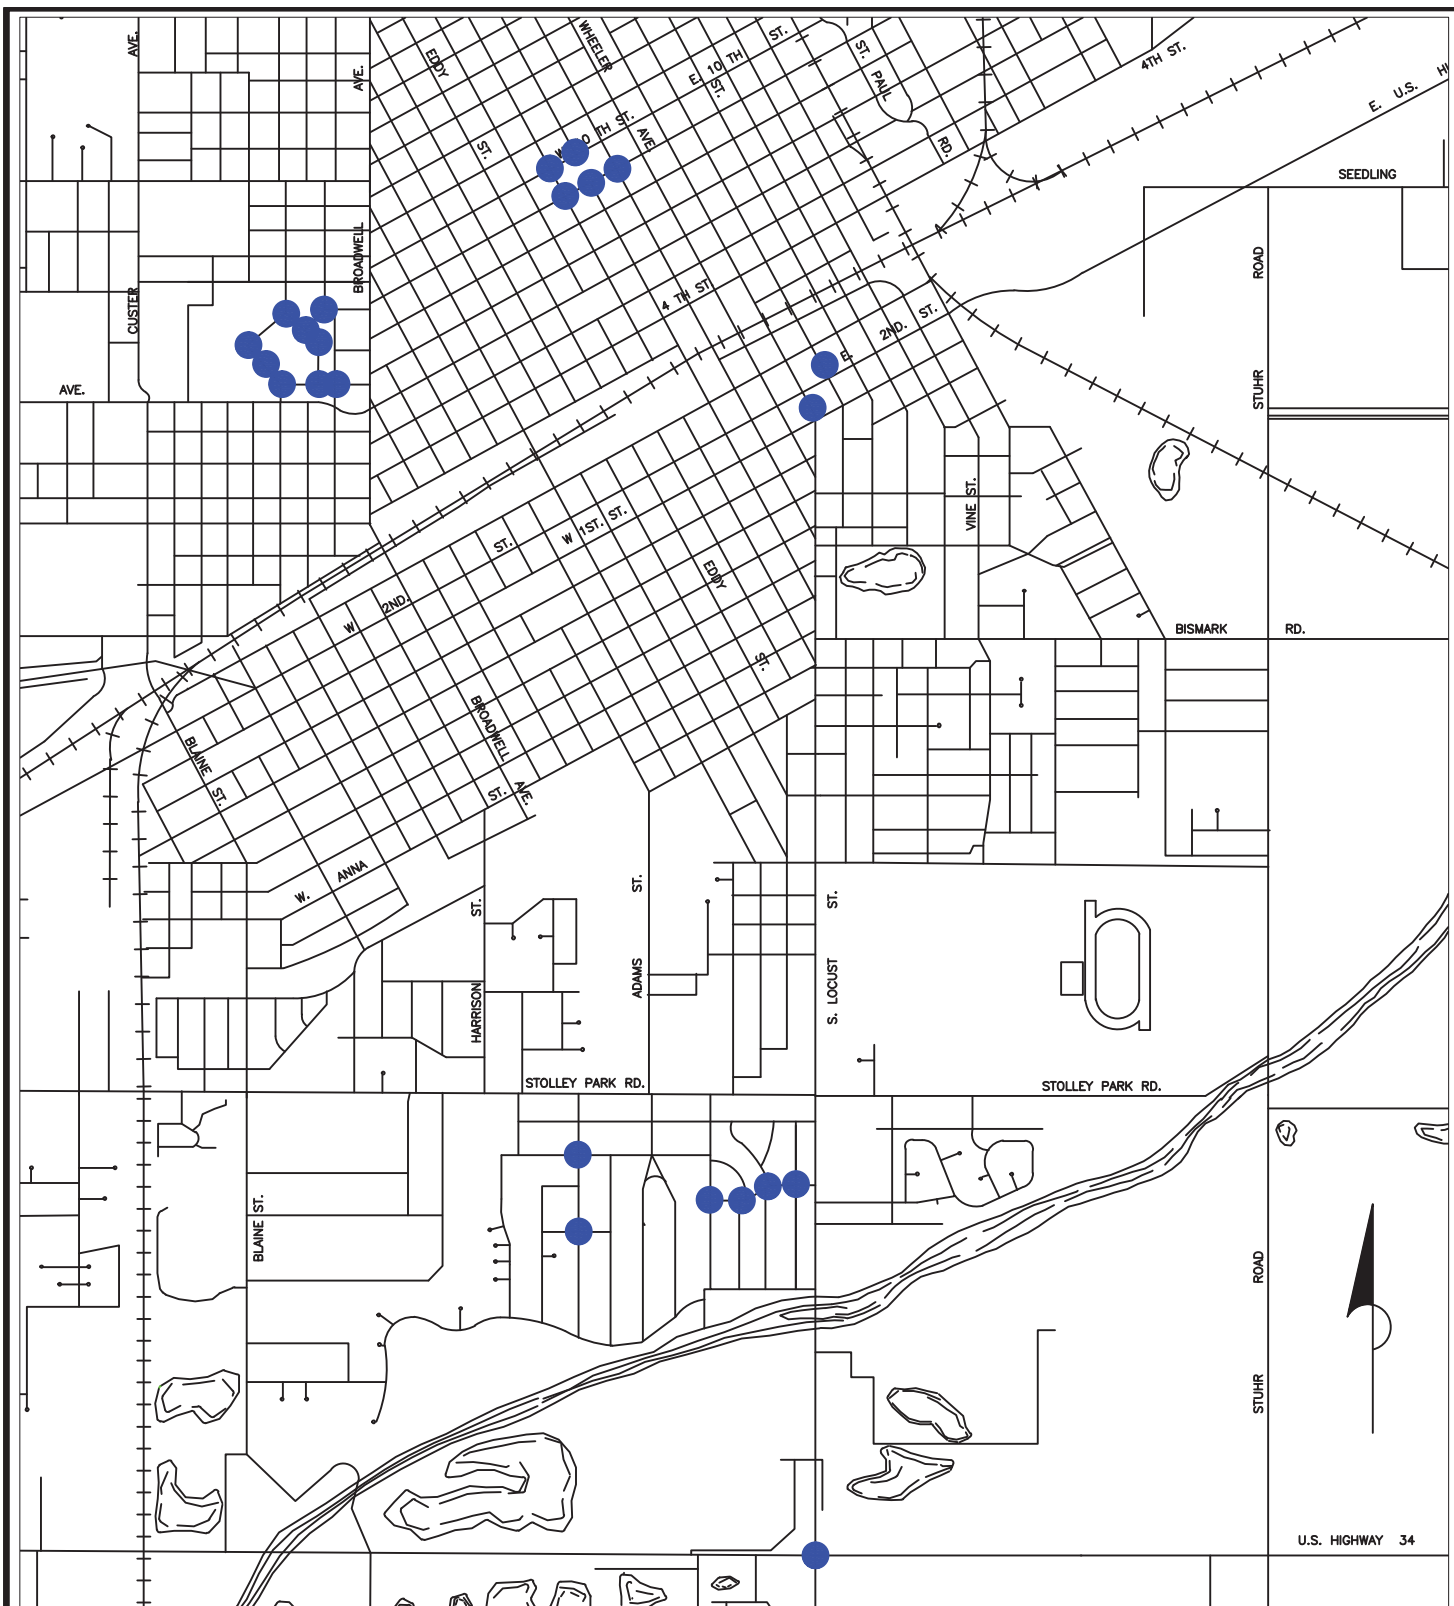 AVE.
AVE.
EDDY
ST.
WHEELER
AVE
E. 10 TH ST.
ST.
ST. PAUL
RD.
4TH ST.
E. U.S.
SEEDLING
BROADWELL
CUSTER
ROAD
STUHR
4 TH ST
E. 2ND. ST.
AVE.
VINE ST.
W 1ST. ST.
ST.
W 2ND.
EDDY
ST.
BISMARK RD.
BLAINE
ST.
BROADWELL
AVE.
ST.
W. ANNA
ST.
HARRISON
ST.
ADAMS
ST.
S. LOCUST
STOLLEY PARK RD.
STOLLEY PARK RD.
BLAINE ST.
ROAD
STUHR
U.S. HIGHWAY 34